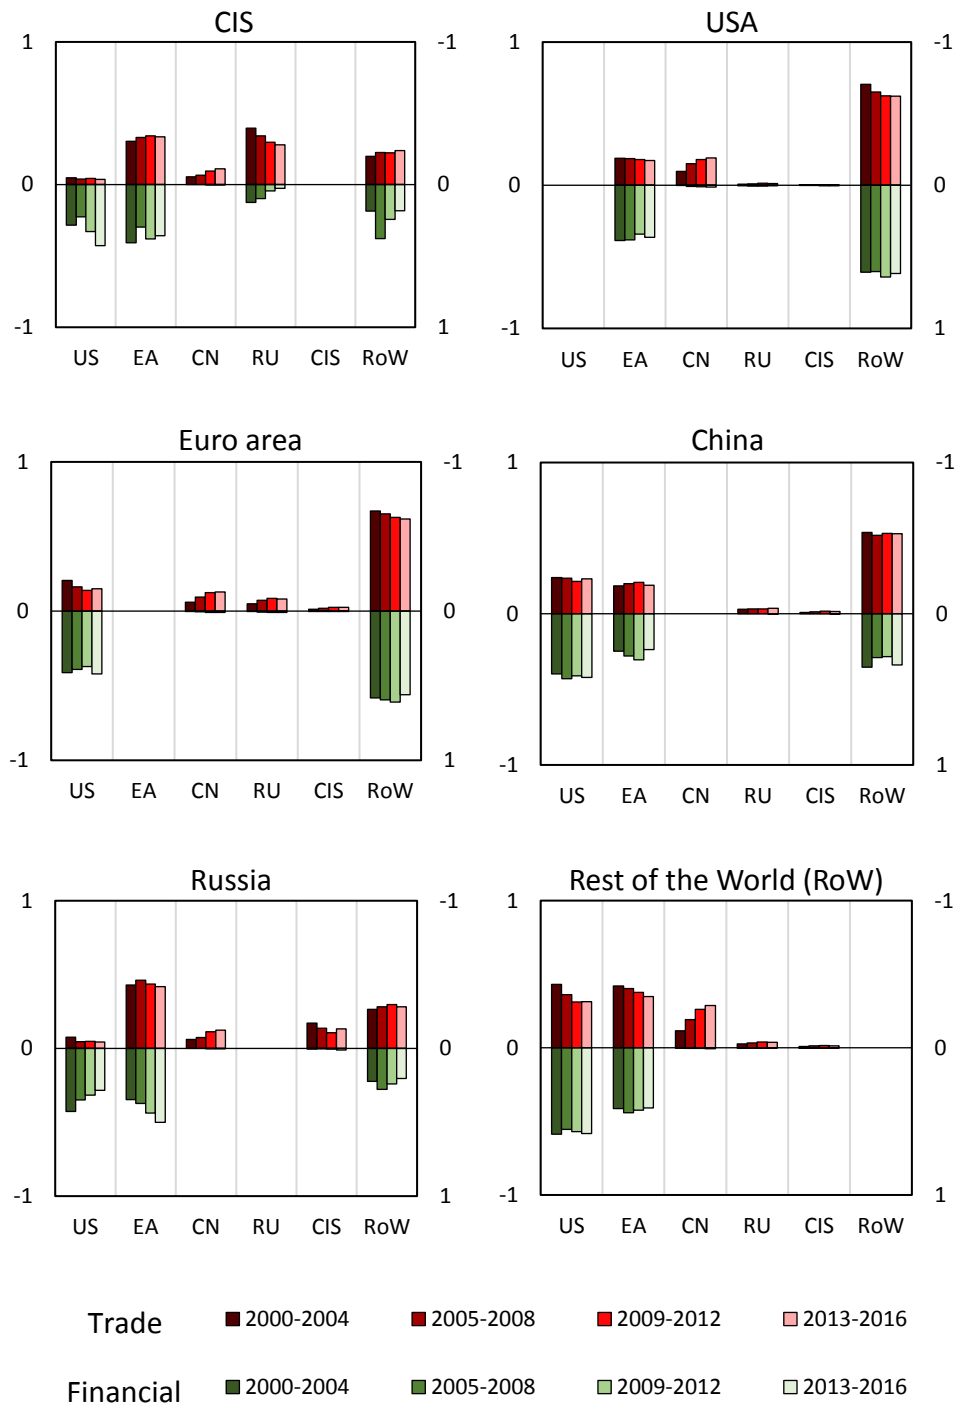 CIS
USA
1
-1
1
-1
0
0
0
0
-1
1
-1
1
US EA CN RU CIS RoW
US EA CN RU CIS RoW
Euro area
China
1
-1
1
-1
0
0
0
0
-1
1
-1
1
US EA CN RU CIS RoW
US EA CN RU CIS RoW
Russia
Rest of the World (RoW)
1
-1
1
-1
0
0
0
0
-1
1
-1
1
US EA CN RU CIS RoW
US EA CN RU CIS RoW
Trade 2000-2004 2005-2008 2009-2012 2013-2016
Financial 2000-2004 2005-2008 2009-2012 2013-2016